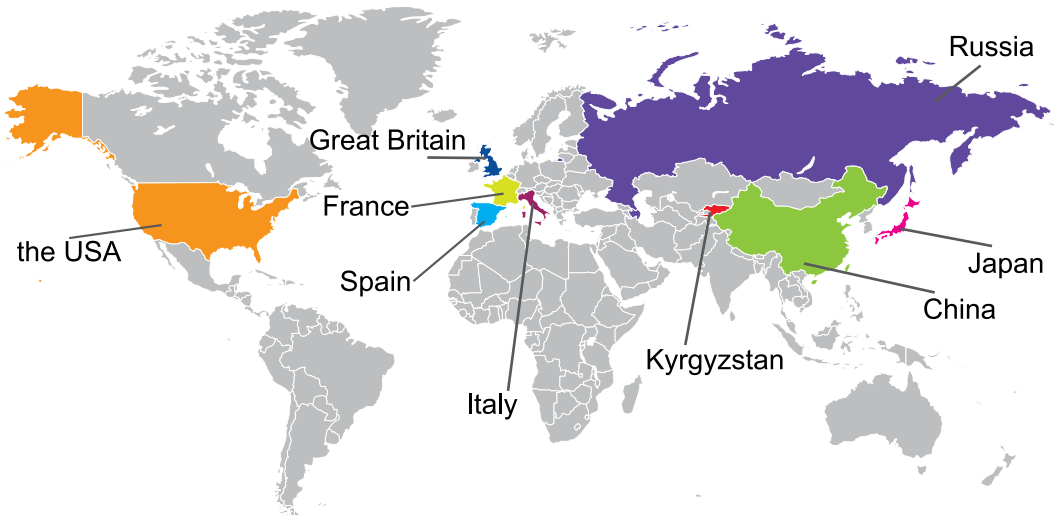 Russia
Great Britain
France
the USA
Spain
Japan
China
Kyrgyzstan
Italy